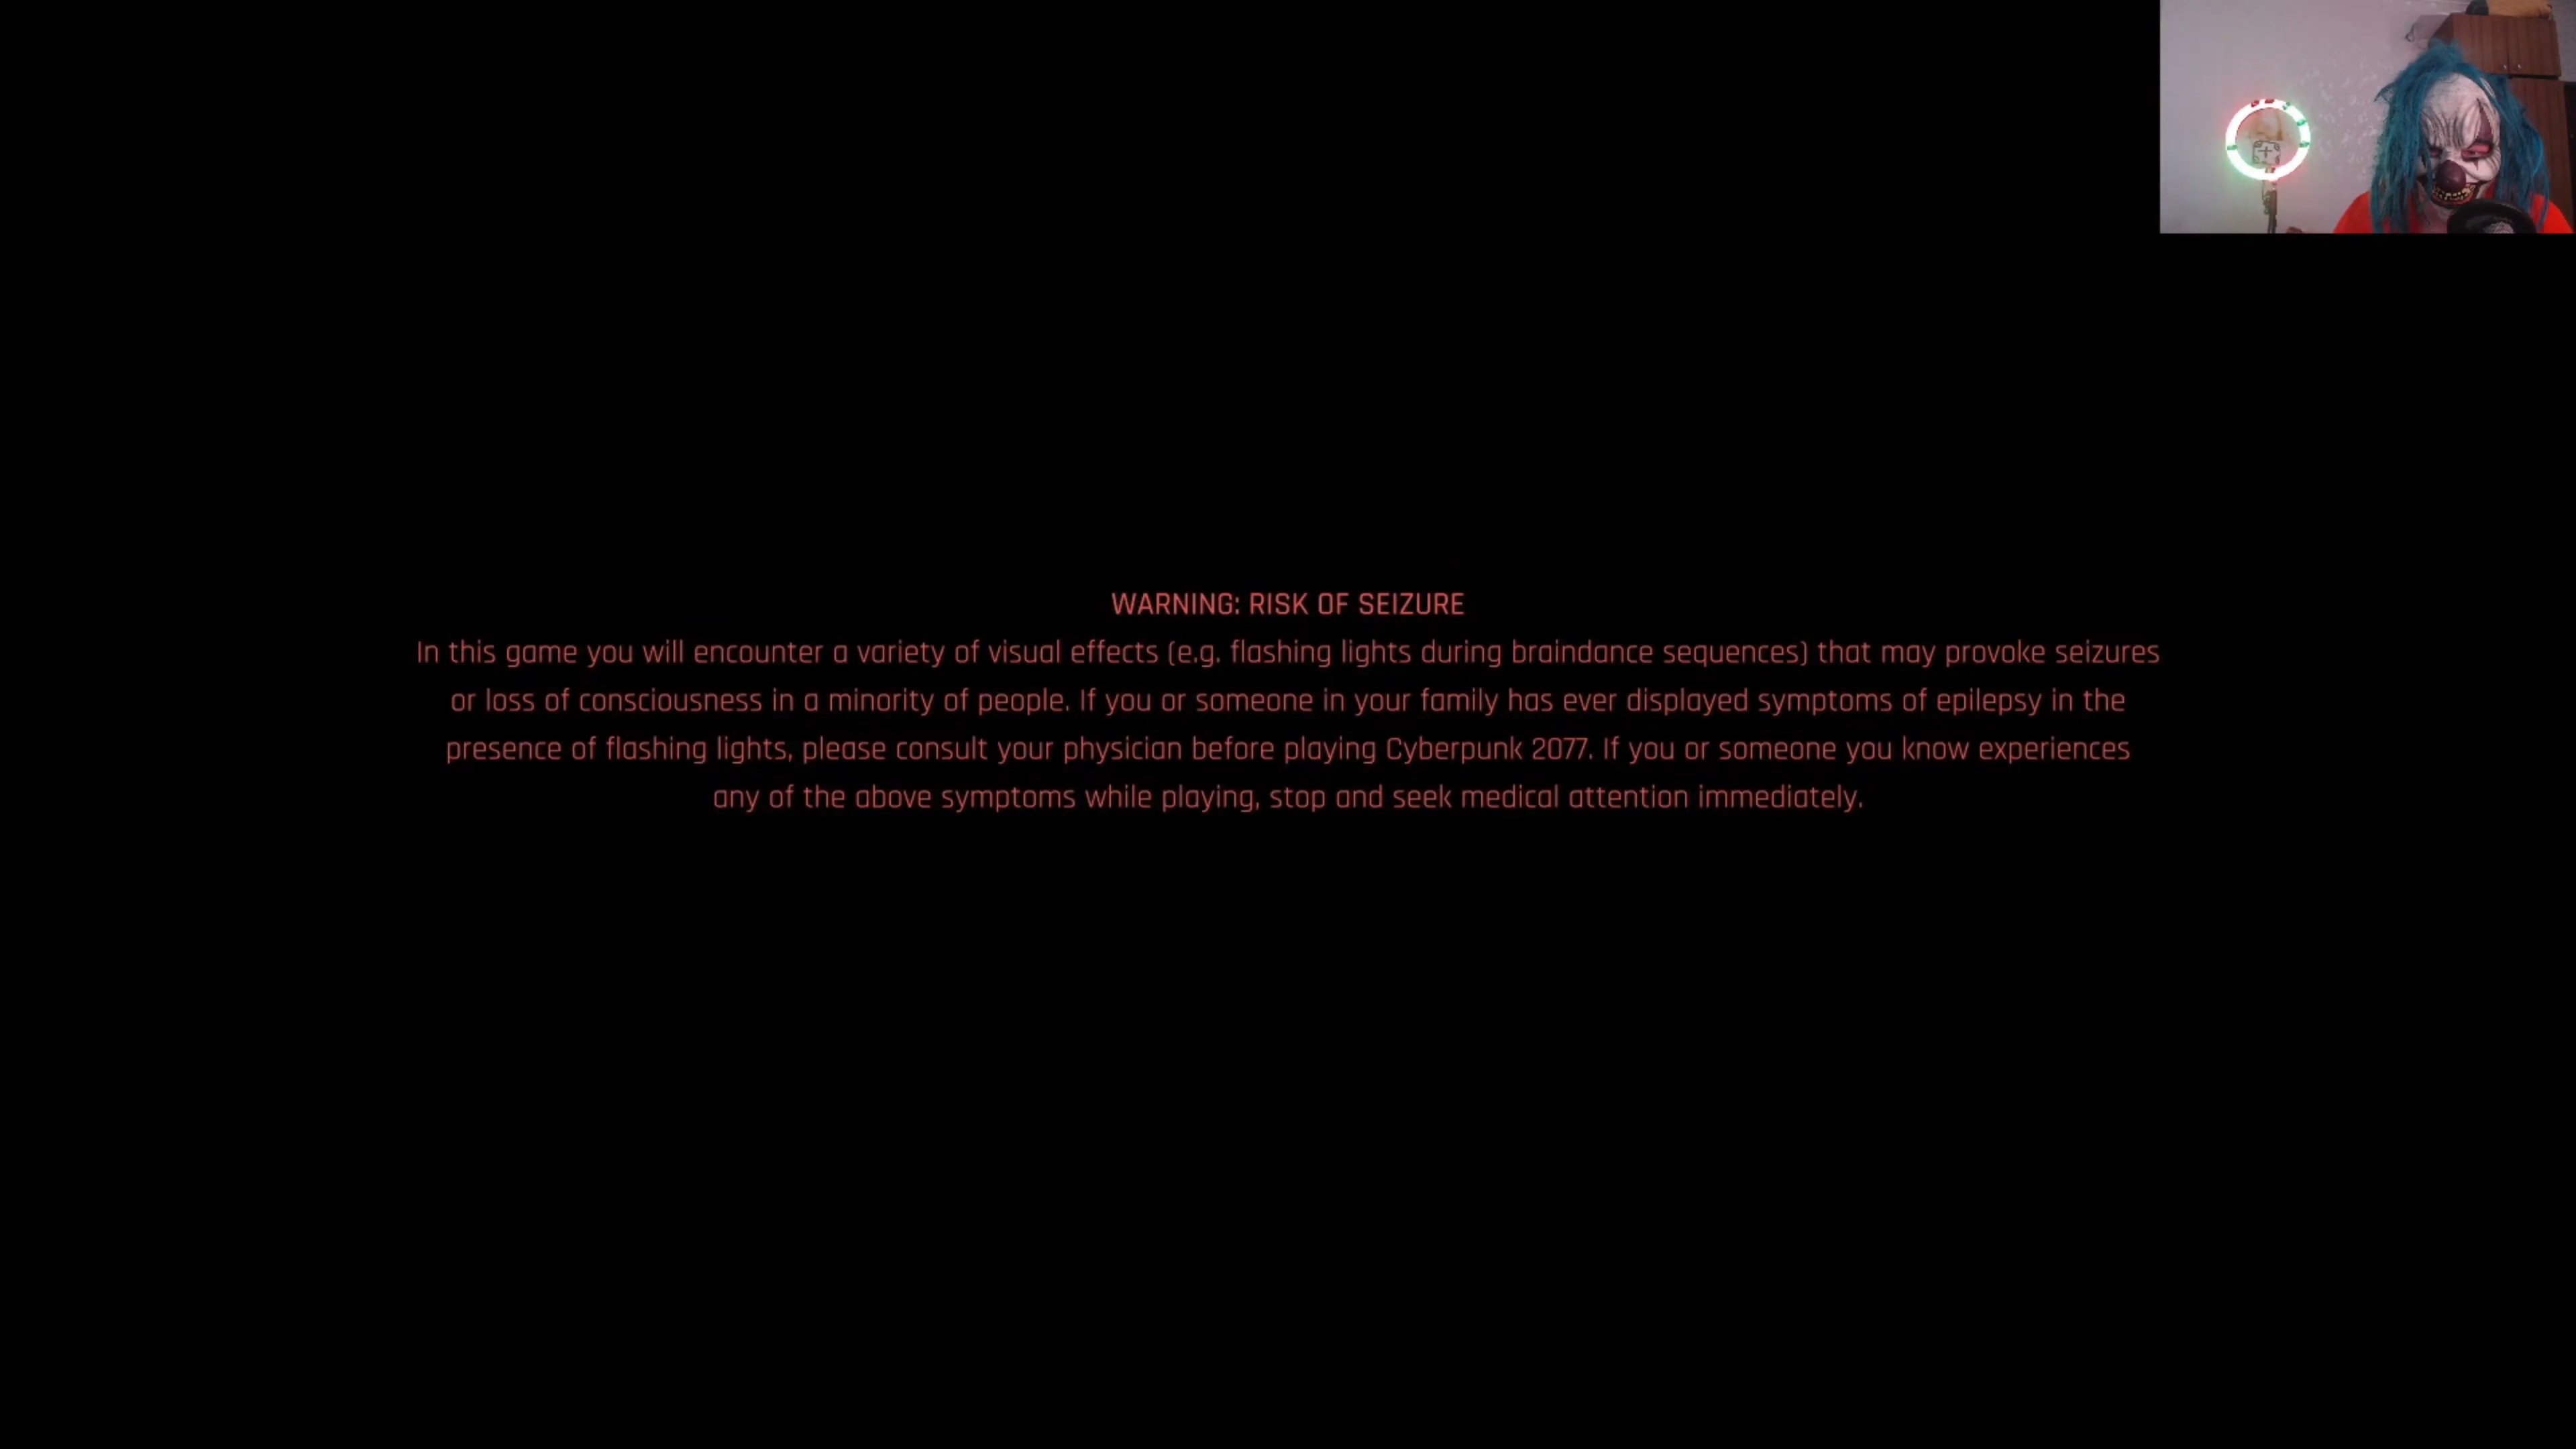 WARNING: RISK OF SEIZURE
In this game you will encounter a variety of visual effects (e.g. flashing lights during braindance sequences) that may provoke seizures
or loss of consciousness in a minority of people. If you or someone in your family has ever displayed symptoms of epilepsy in the
presence of flashing lights, please consult your physician before playing Cyberpunk 2077. If you or someone you know experiences
any of the above symptoms while playing, stop and seek medical attention immediately.